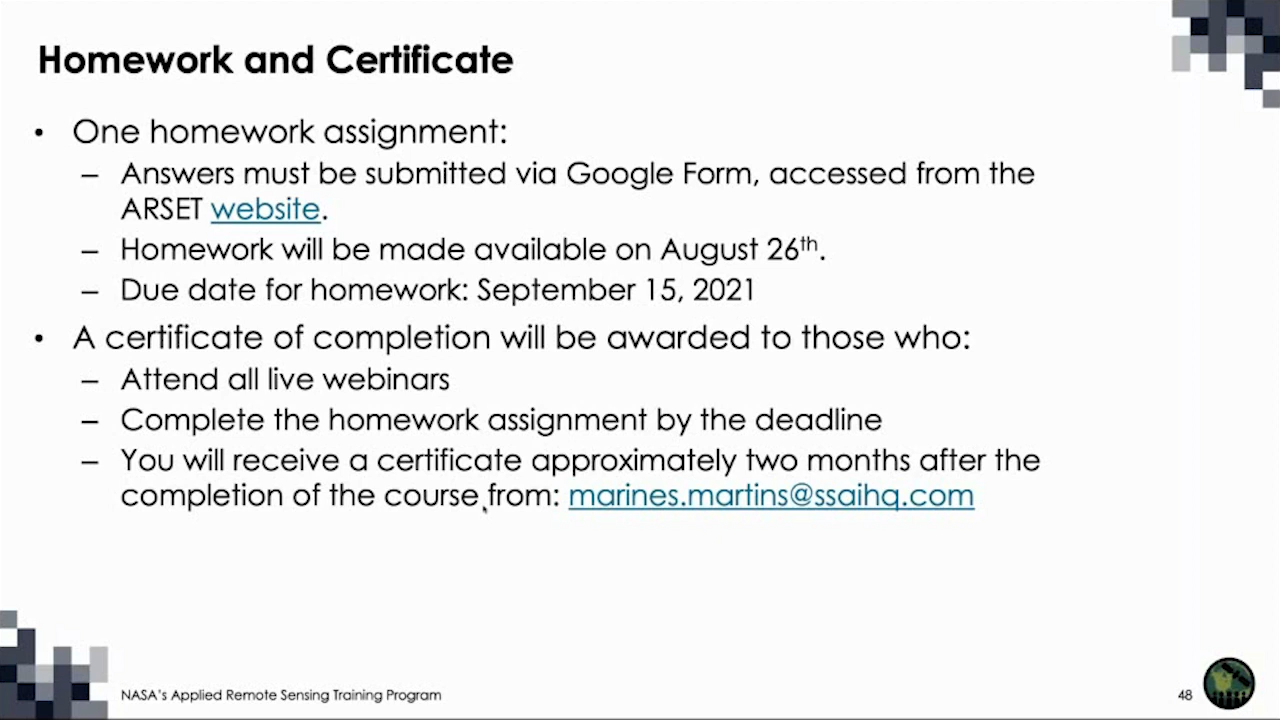 Homework and Certificate
• One homework assignment:
– Answers must be submitted via Google Form, accessed from the
ARSET website.
– Homework will be made available on August 26th.
– Due date for homework: September 15, 2021
• A certificate of completion will be awarded to those who:
– Attend all live webinars
– Complete the homework assignment by the deadline
– You will receive a certificate approximately two months after the
completion of the course from: marines.martins@ssaihq.com
NASA's Applied Remote Sensing Training Program
48